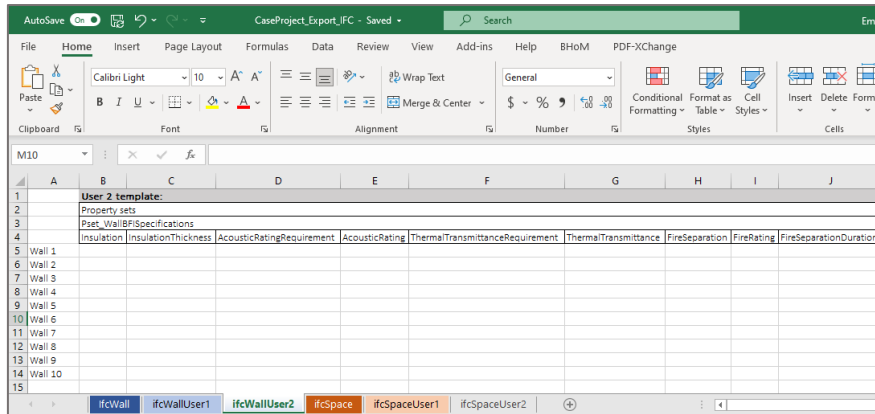 AutoSave On CaseProject_Export_IFC - Saved Search Em
File Home Insert Page Layout Formulas Data Review View Add-ins Help BHoM PDF-XChange
Calibri Light 10 A A Wrap Text General
Paste B I U A Merge & Center $ % Conditional Formatting Format as Table Cell Styles Insert Delete Form
Clipboard Font Alignment Number Styles Cells
M10 fx
A B C D E F G H I J
1 User 2 template:
2 Property sets
3 Pset_WallBFISpecifications
4 Insulation InsulationThickness AcousticRatingRequirement AcousticRating ThermalTransmittanceRequirement ThermalTransmittance FireSeparation FireRating FireSeparationDuration
5 Wall 1
6 Wall 2
7 Wall 3
8 Wall 4
9 Wall 5
10 Wall 6
11 Wall 7
12 Wall 8
13 Wall 9
14 Wall 10
15
ifcWall ifcWallUser1 ifcWallUser2 ifcSpace ifcSpaceUser1 ifcSpaceUser2